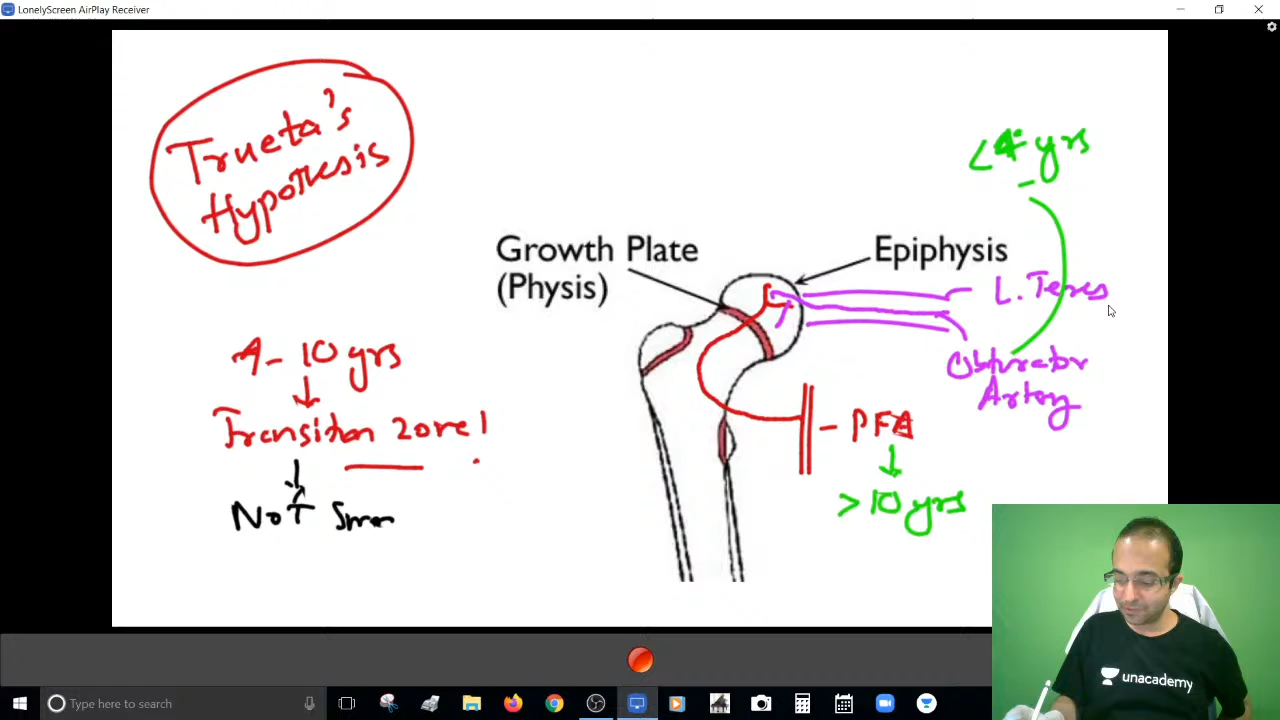 LonelyScreen AirPlay Receiver
Trueta's
Hypothesis
<4 yrs
Growth Plate
(Physis)
Epiphysis
L. Teres
Obturator
Artery
4-10 yrs
Transition zone!
NOT Smoo
PFA
>10 yrs
unacademy
Type here to search